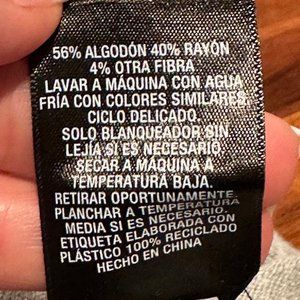 56% ALGODÓN 40% RAYÓN
4% OTRA FIBRA
LAVAR A MÁQUINA CON AGUA
FRÍA CON COLORES SIMILARES
CICLO DELICADO.
SOLO BLANQUEADOR SIN
LEJÍA SI ES NECESARIO.
SECAR A MÁQUINA A
TEMPERATURA BAJA.
RETIRAR OPORTUNAMENTE.
PLANCHAR A TEMPERATURA
MEDIA SI ES NECESARIO.
ETIQUETA ELABORADA CON
PLÁSTICO 100% RECICLADO
HECHO EN CHINA